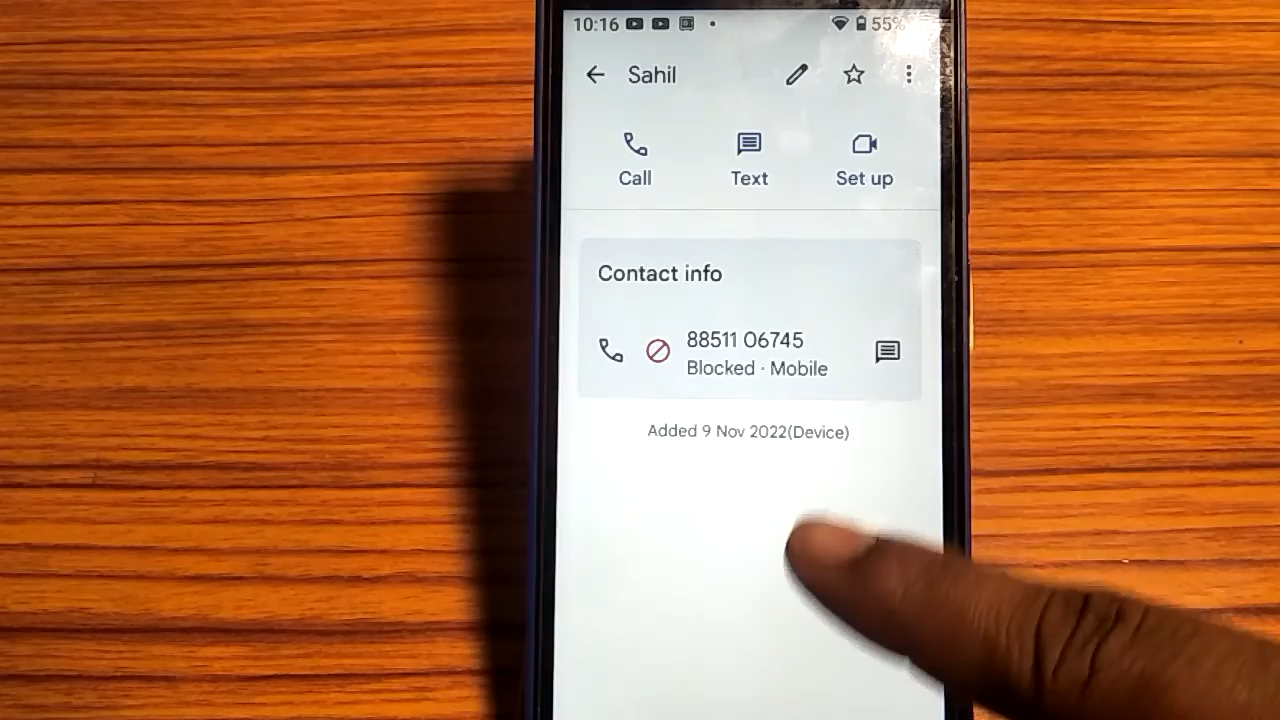 10:16 55%
Sahil
Call Text Set up
Contact info
88511 06745
Blocked · Mobile
Added 9 Nov 2022(Device)